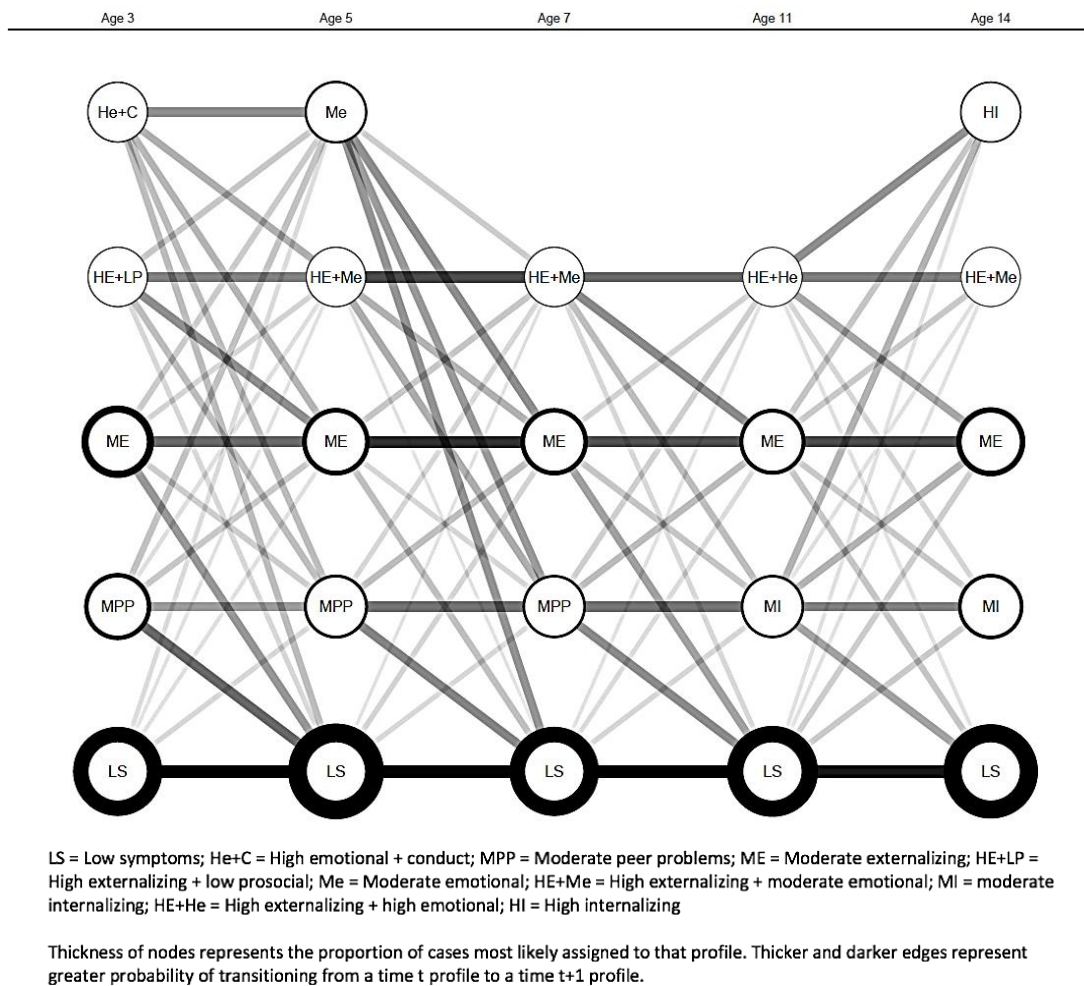 Age 3 Age 5 Age 7 Age 11 Age 14
He+C Me HI
HE+LP HE+Me HE+Me HE+He HE+Me
ME ME ME ME ME
MPP MPP MPP MI MI
LS LS LS LS LS
LS = Low symptoms; He+C = High emotional + conduct; MPP = Moderate peer problems; ME = Moderate externalizing; HE+LP =
High externalizing + low prosocial; Me = Moderate emotional; HE+Me = High externalizing + moderate emotional; MI = moderate
internalizing; HE+He = High externalizing + high emotional; HI = High internalizing
Thickness of nodes represents the proportion of cases most likely assigned to that profile. Thicker and darker edges represent
greater probability of transitioning from a time t profile to a time t+1 profile.